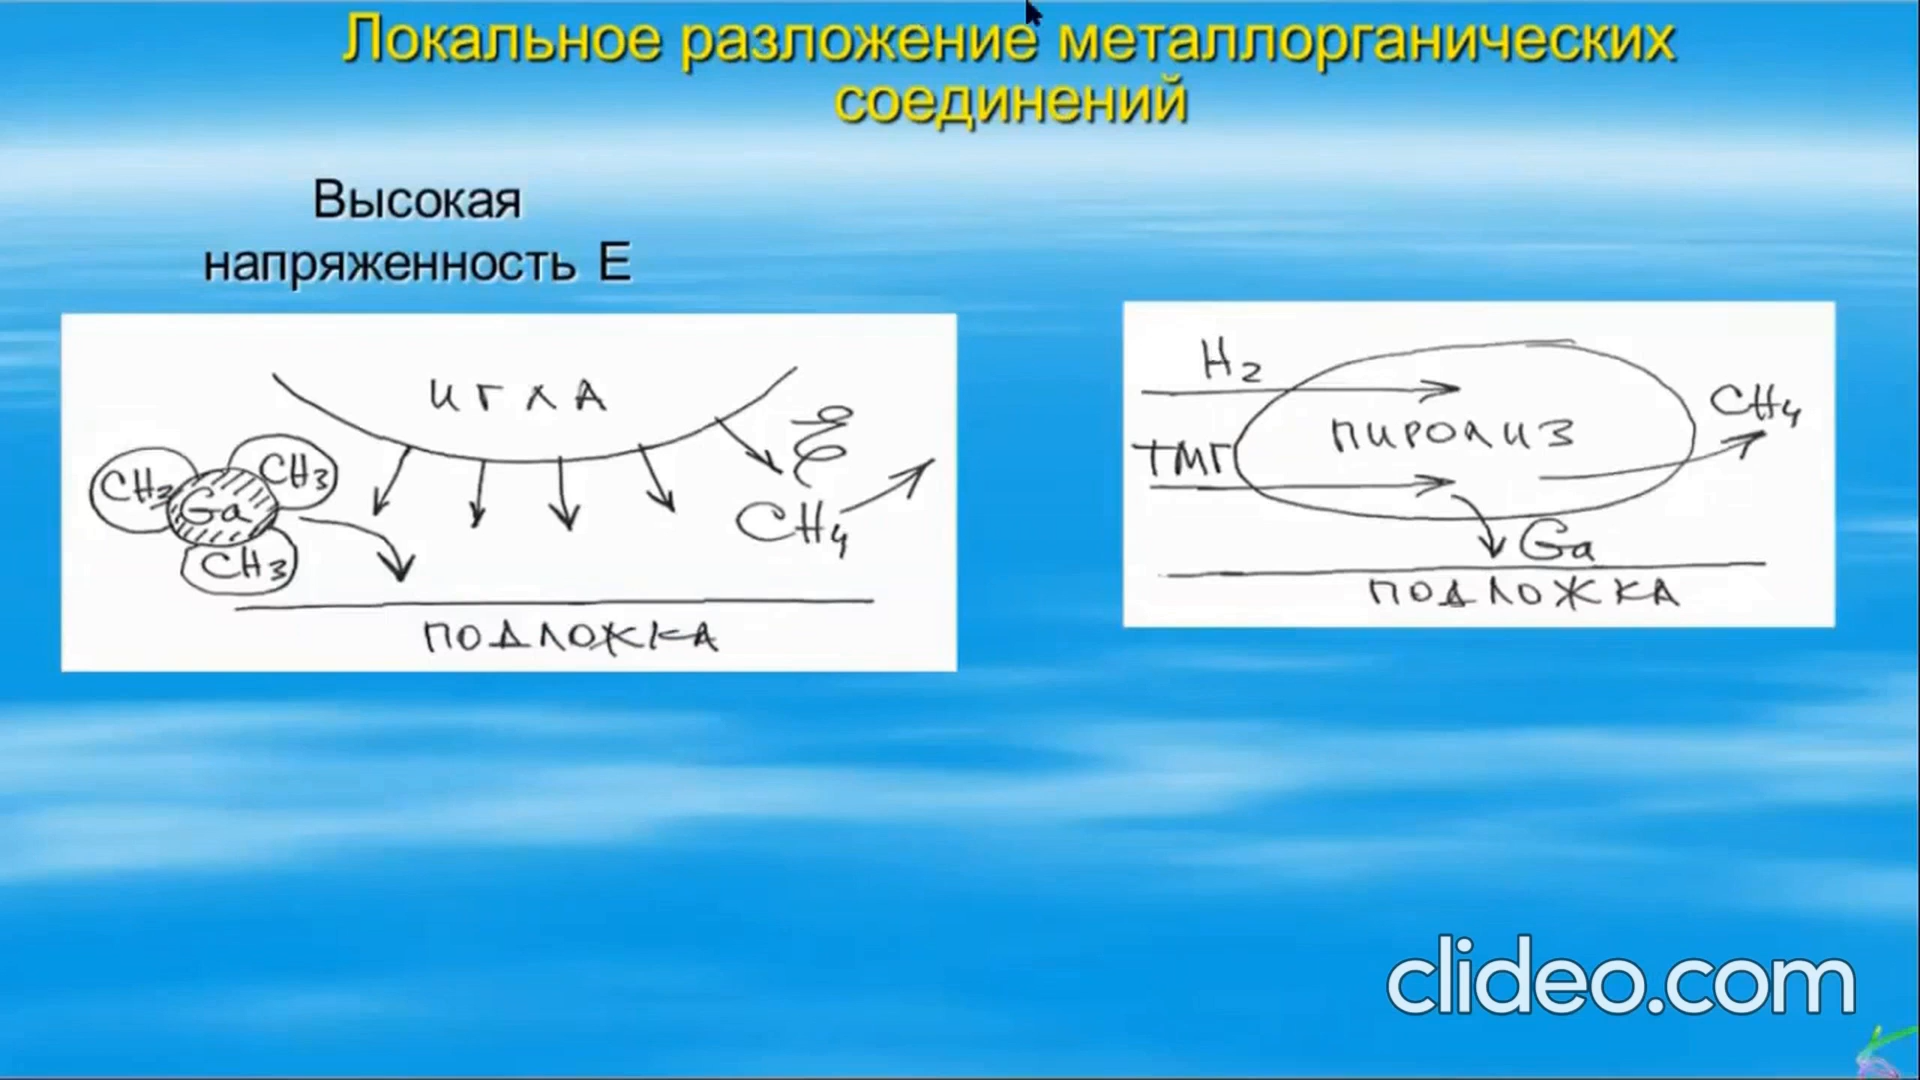 Локальное разложение металлорганических
соединений
Высокая
напряженность Е
ИГЛА
CH3 CH3
Ga
CH3
E
CH4
ПОДЛОЖКА
H2
ПИРОЛИЗ
CH4
ТМГ
Ga
ПОДЛОЖКА
clideo.com